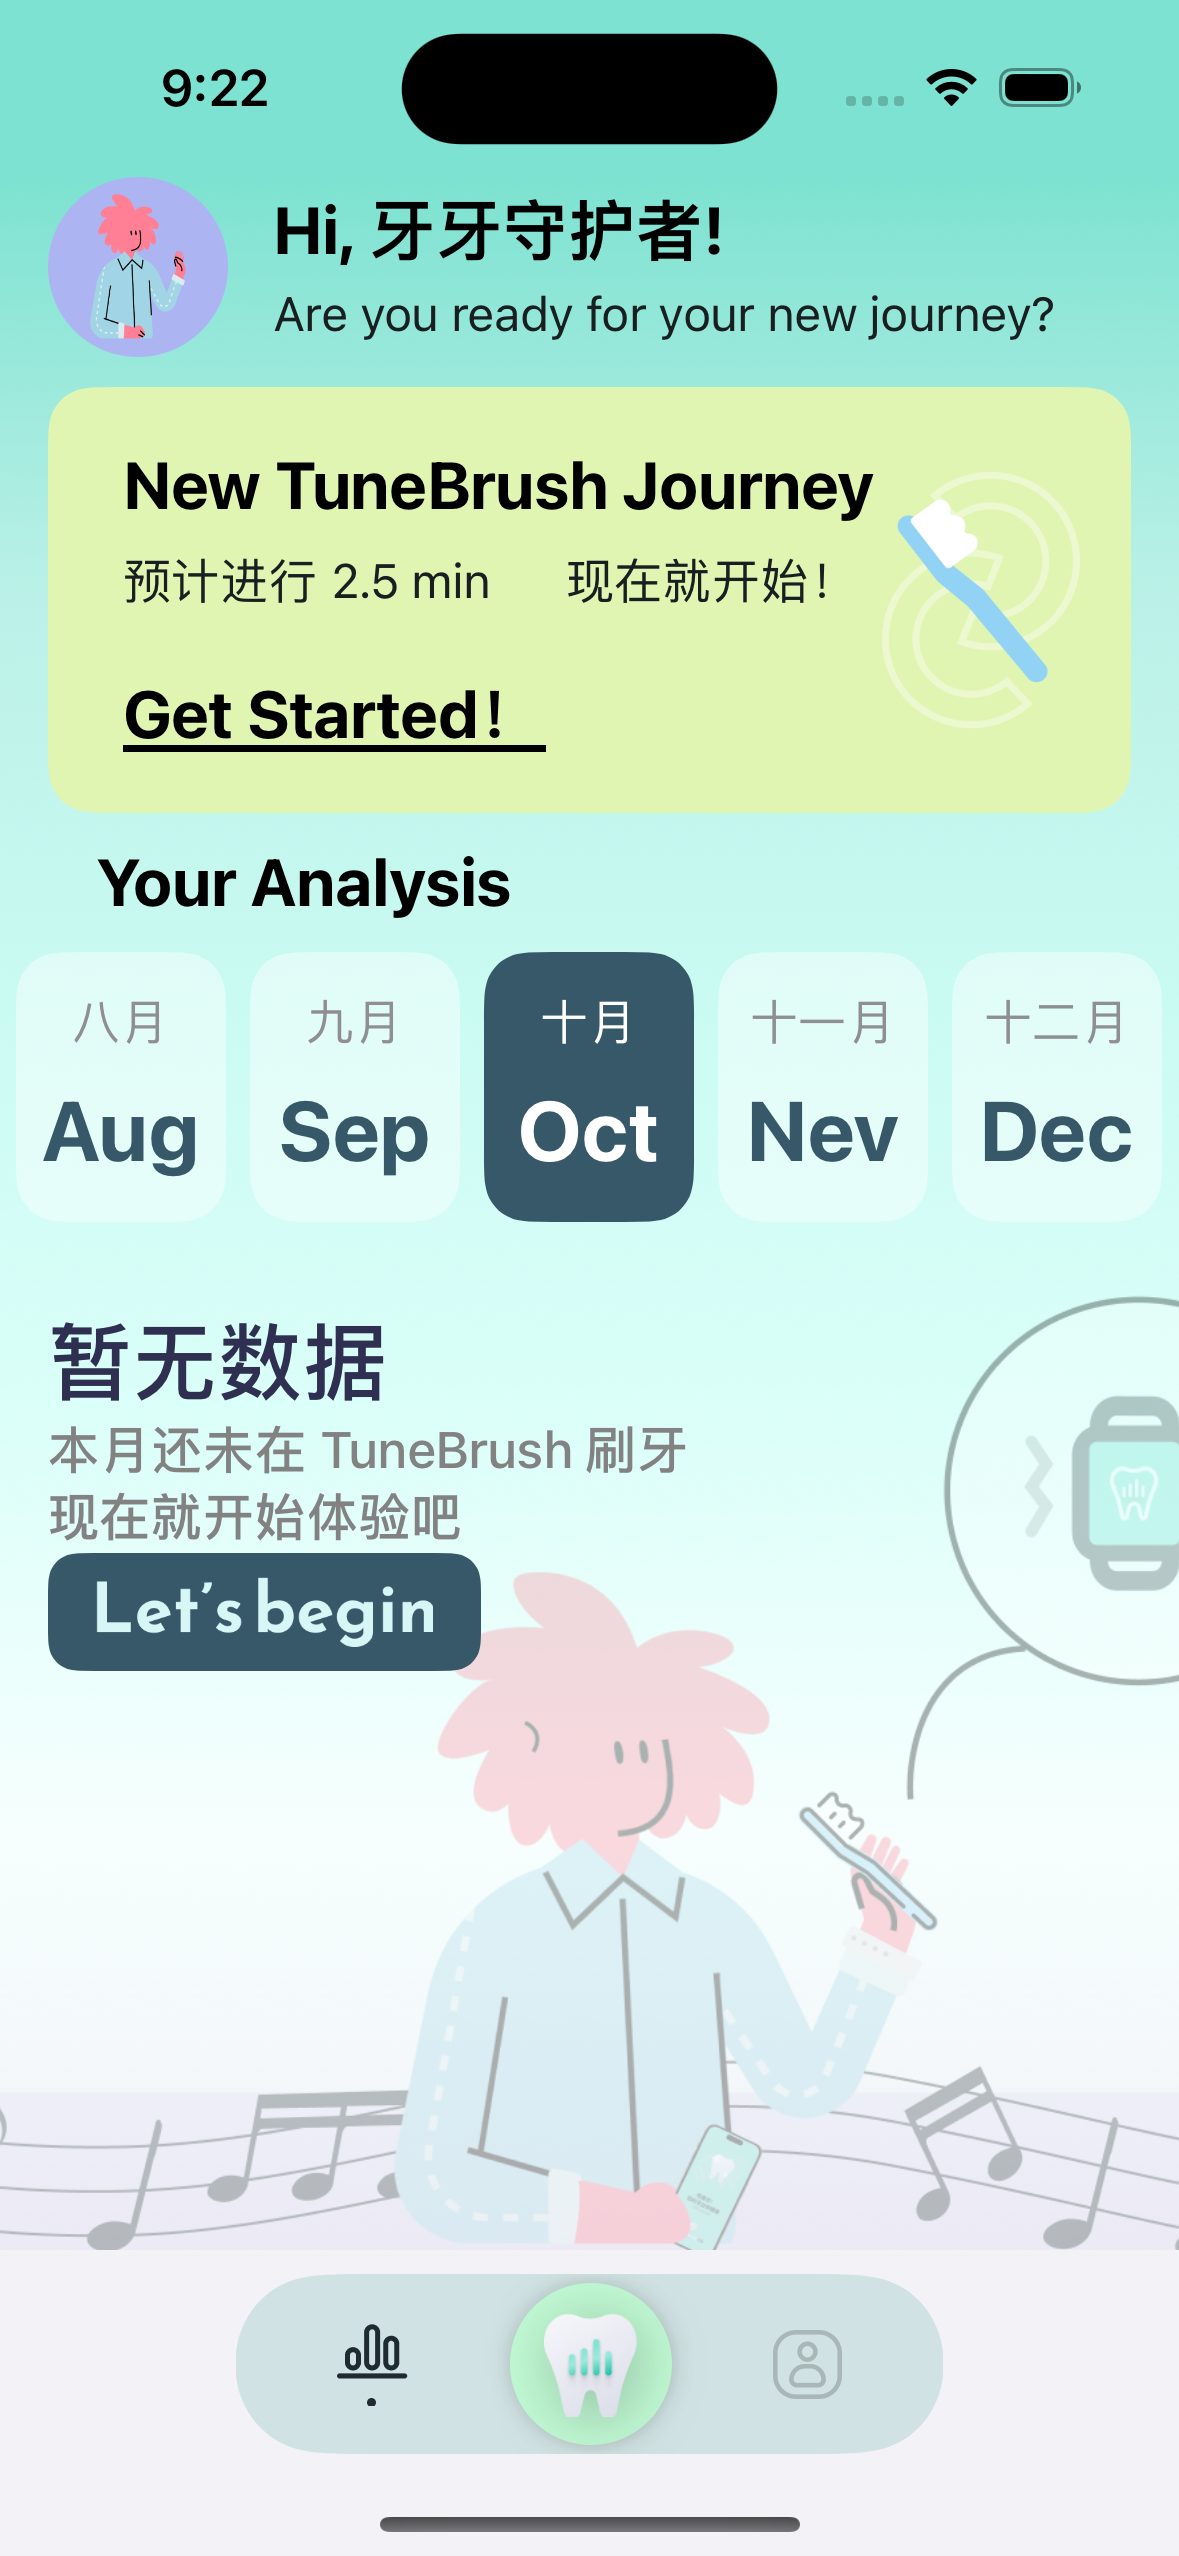 9:22
Hi, 牙牙守护者!
Are you ready for your new journey?
New TuneBrush Journey
预计进行 2.5 min 现在就开始！
Get Started！
Your Analysis
八月 九月 十月 十一月 十二月
Aug Sep Oct Nev Dec
暂无数据
本月还未在 TuneBrush 刷牙
现在就开始体验吧
Let’s begin